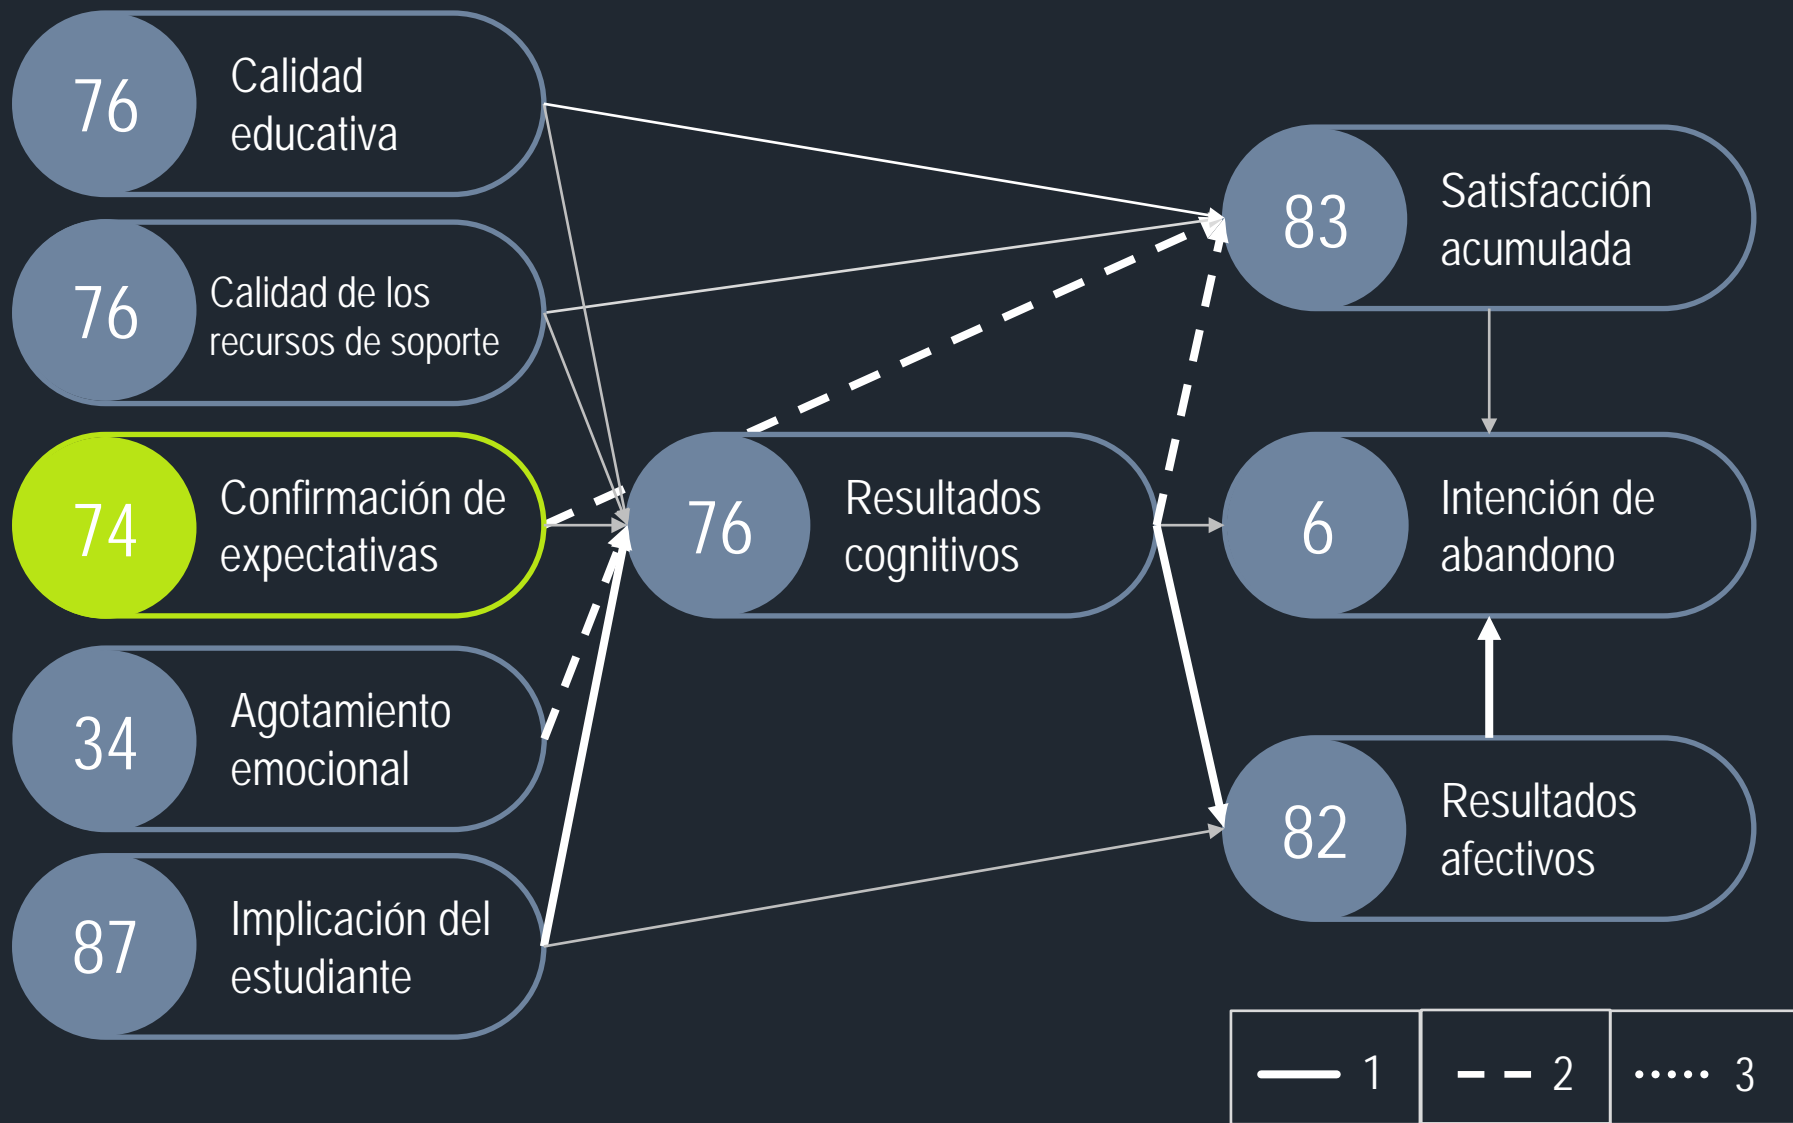 76
Calidad
educativa
76
Calidad de los
recursos de soporte
74
Confirmación de
expectativas
34
Agotamiento
emocional
87
Implicación del
estudiante
76
Resultados
cognitivos
83
Satisfacción
acumulada
6
Intención de
abandono
82
Resultados
afectivos
1
2
3